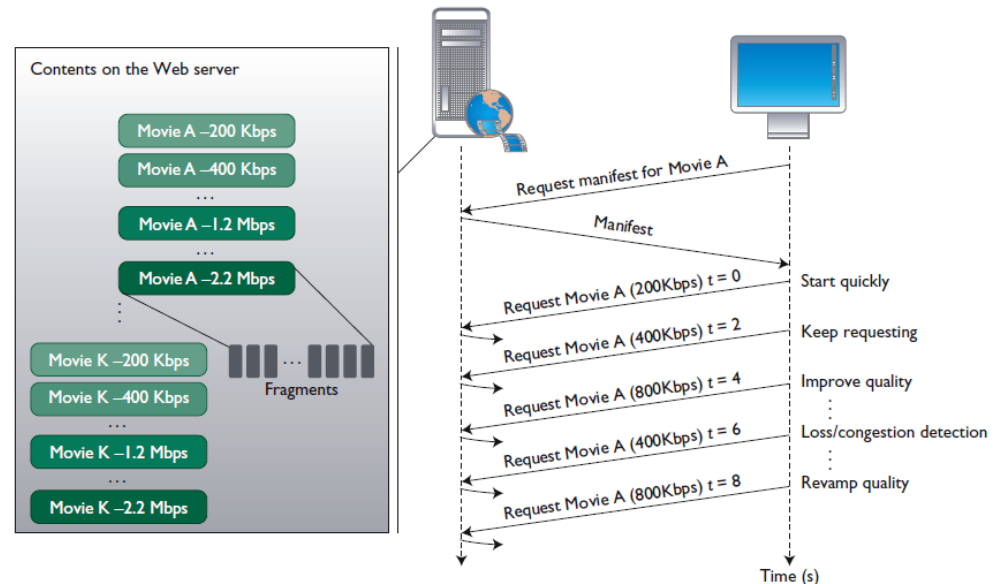 Contents on the Web server
Movie A –200 Kbps
Movie A –400 Kbps
...
Movie A –1.2 Mbps
...
Movie A –2.2 Mbps
Fragments
Movie K –200 Kbps
Movie K –400 Kbps
...
Movie K –1.2 Mbps
...
Movie K –2.2 Mbps
Request manifest for Movie A
Manifest
Request Movie A (200Kbps) t = 0
Start quickly
Request Movie A (400Kbps) t = 2
Keep requesting
Request Movie A (800Kbps) t = 4
Improve quality
Request Movie A (400Kbps) t = 6
Loss/congestion detection
Request Movie A (800Kbps) t = 8
Revamp quality
Time (s)